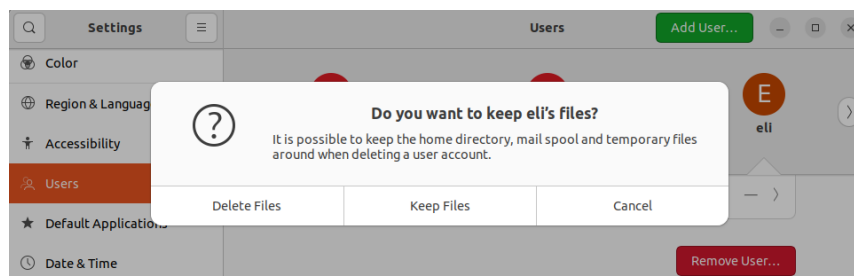 Settings
Users
Add User...
Color
Region & Languag
Accessibility
Users
Default Applications
Date & Time
Do you want to keep eli's files?
It is possible to keep the home directory, mail spool and temporary files
around when deleting a user account.
Delete Files
Keep Files
Cancel
E
eli
Remove User...